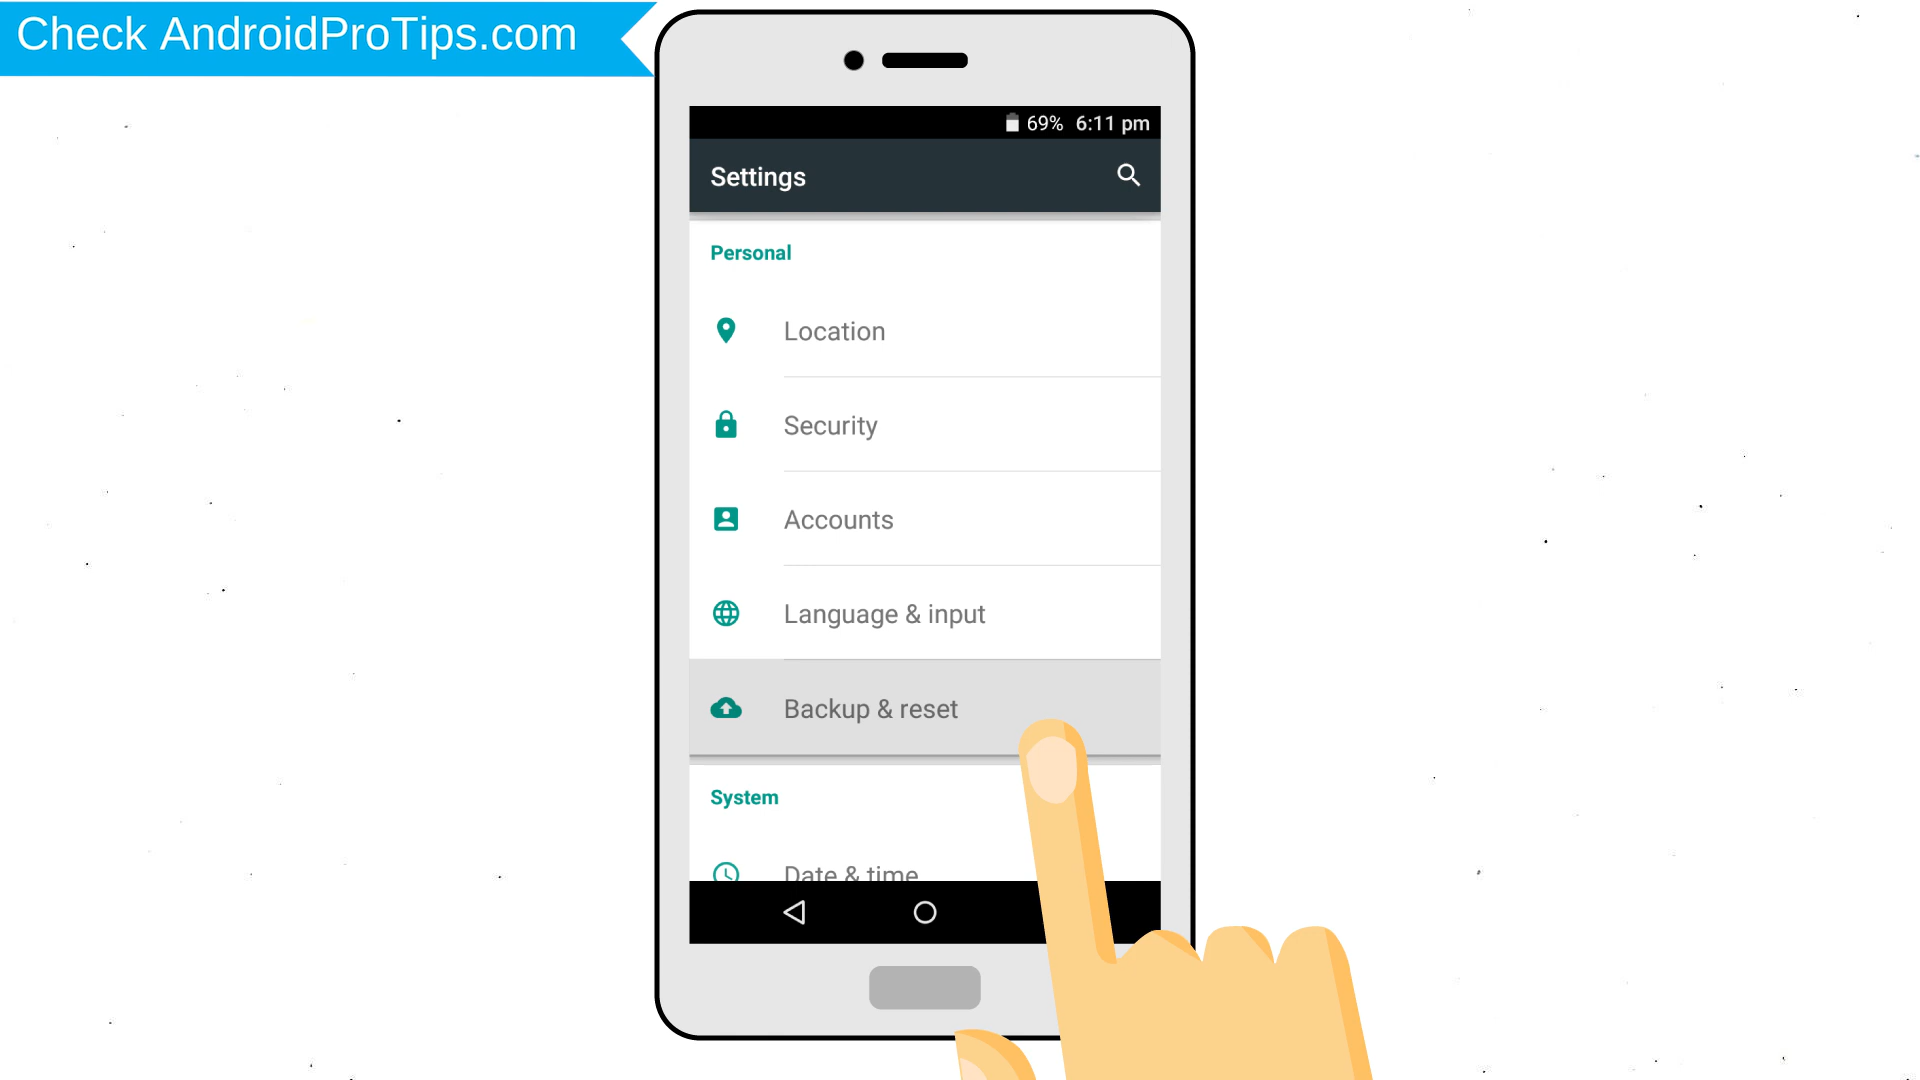 Check AndroidProTips.com
69% 6:11 pm
Settings
Personal
Location
Security
Accounts
Language & input
Backup & reset
System
Date & time